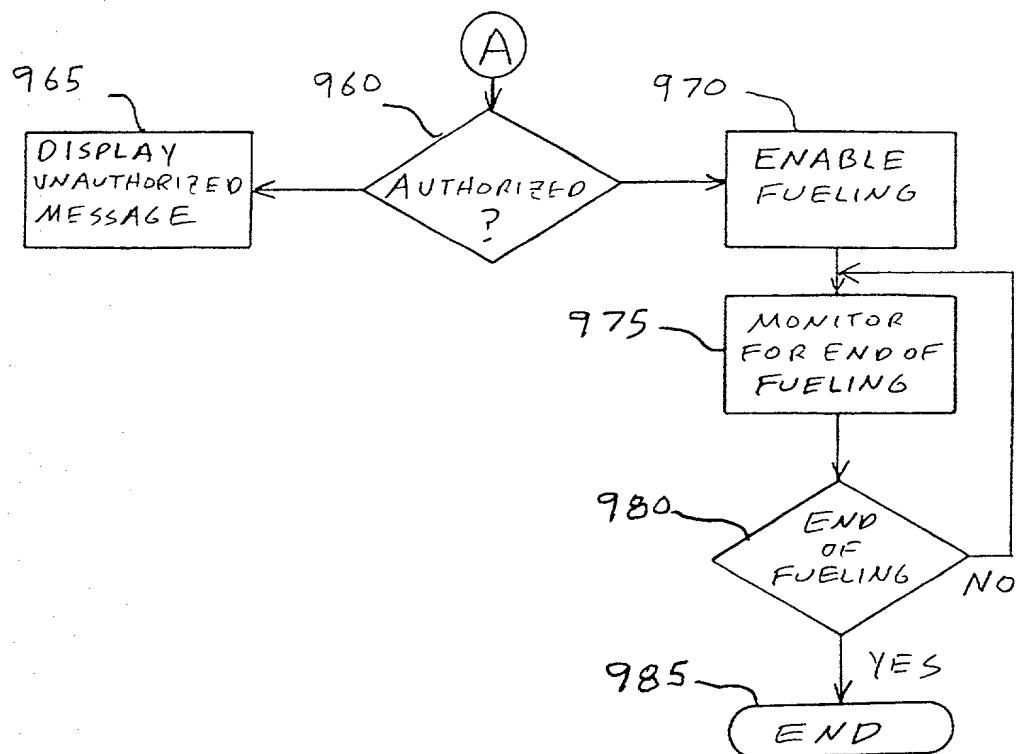 A
965
960
970
DISPLAY
UNAUTHORIZED
MESSAGE
AUTHORIZED
?
ENABLE
FUELING
975
MONITOR
FOR END OF
FUELING
980
END
OF
FUELING
NO
YES
985
END